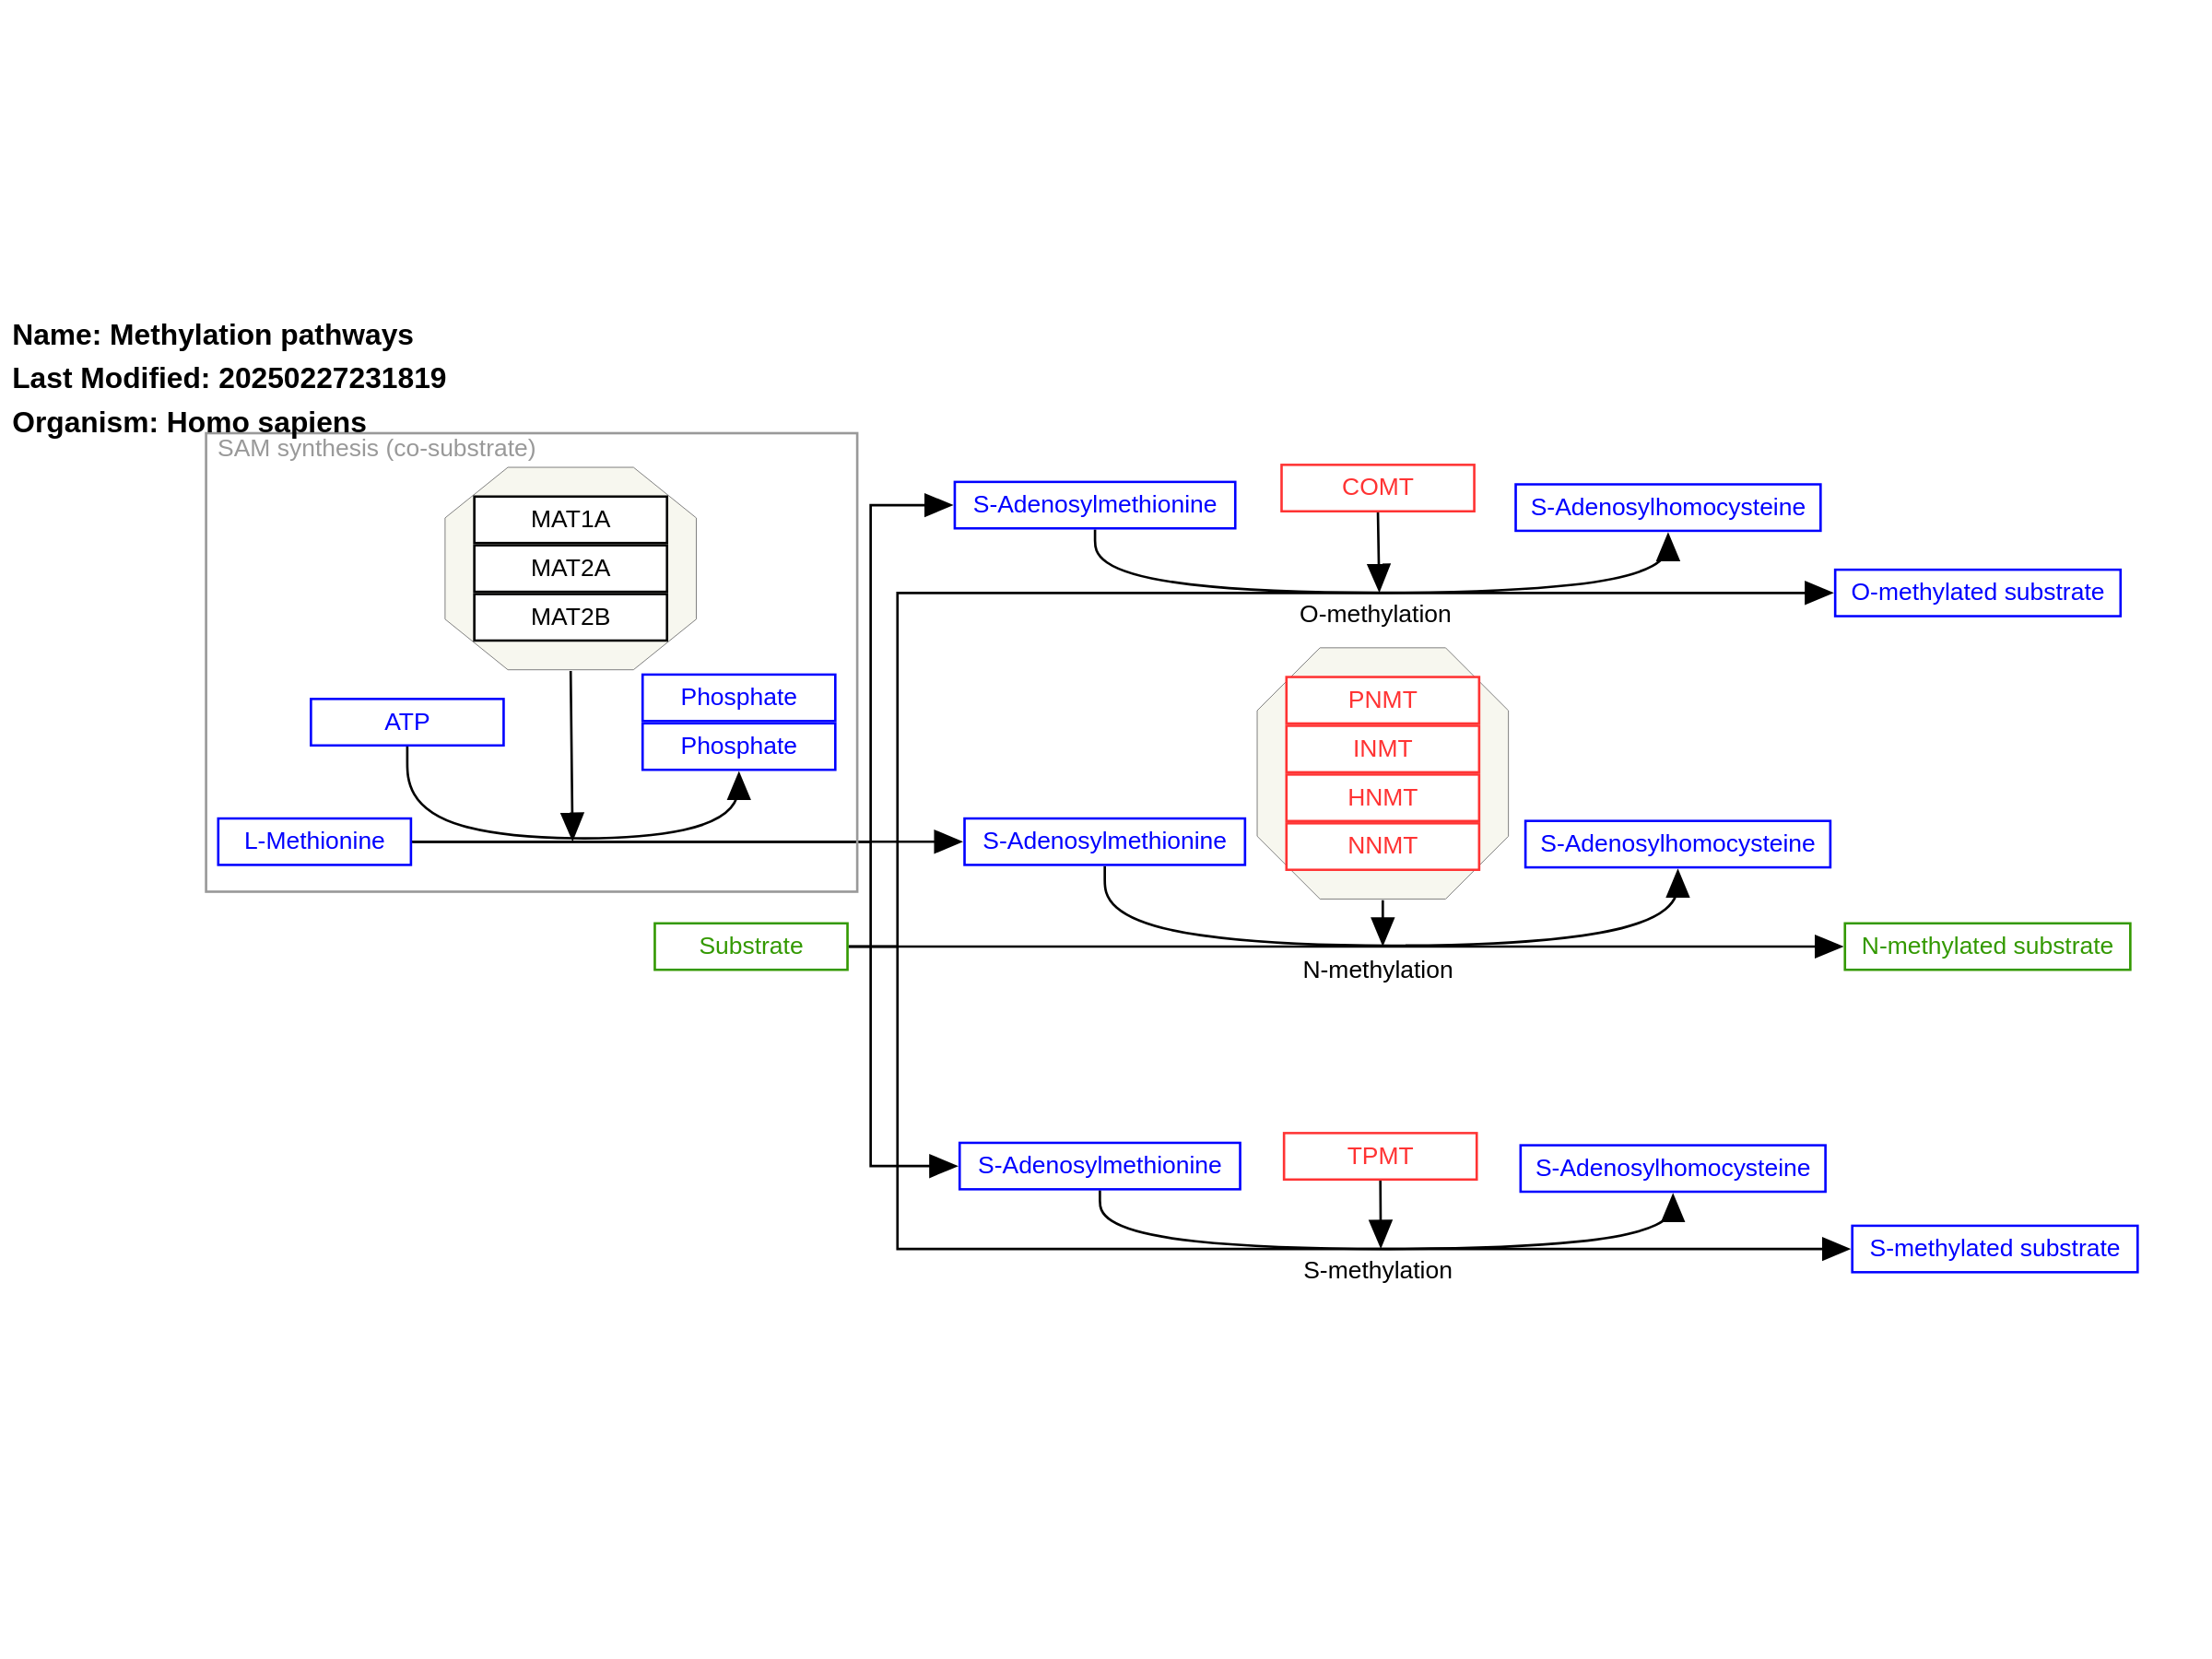 Name: Methylation pathways
Last Modified: 20250227231819
Organism: Homo sapiens
SAM synthesis (co-substrate)
MAT1A
MAT2A
MAT2B
ATP
Phosphate
Phosphate
L-Methionine
Substrate
S-Adenosylmethionine
COMT
S-Adenosylhomocysteine
O-methylated substrate
O-methylation
PNMT
INMT
HNMT
NNMT
S-Adenosylmethionine
S-Adenosylhomocysteine
N-methylated substrate
N-methylation
S-Adenosylmethionine
TPMT
S-Adenosylhomocysteine
S-methylated substrate
S-methylation